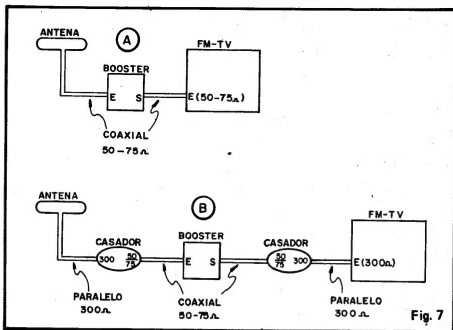 ANTENA
A
FM-TV
BOOSTER
E S
E(50-75Ω)
COAXIAL
50-75Ω
ANTENA
B
FM-TV
CASADOR
BOOSTER
CASADOR
300 50/75
E S
50/75 300
E(300Ω)
PARALELO
300Ω
COAXIAL
50-75Ω
PARALELO
300Ω
Fig. 7